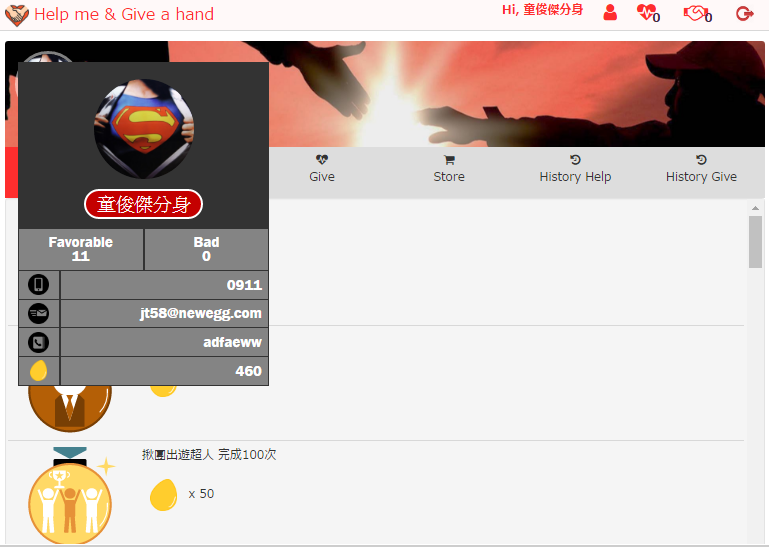 Help me & Give a hand
Hi, 童俊傑分身
0
0
童俊傑分身
Favorable
11
Bad
0
0911
jt58@newegg.com
adfaeww
460
Give
Store
History Help
History Give
揪團出遊超人 完成100次
x 50